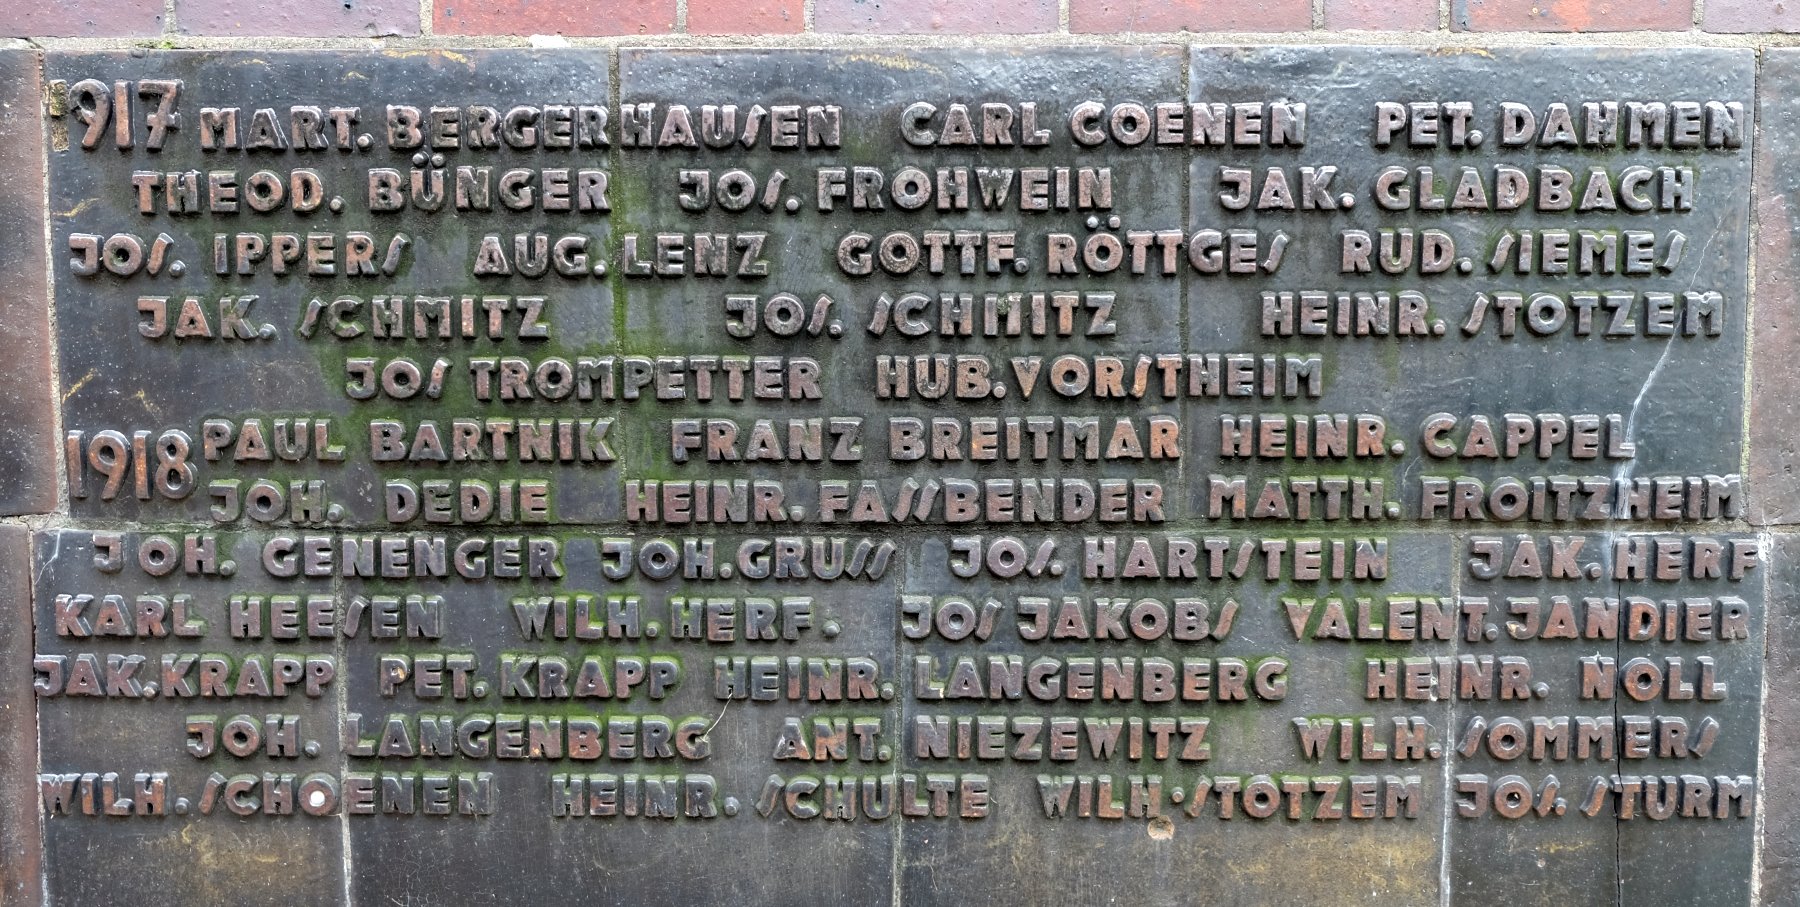 917 MART. BERGERHAUSEN CARL COENEN PET. DAHMEN
THEOD. BÜNGER JOS. FROHWEIN JAK. GLADBACH
JOS. IPPERS AUG. LENZ GOTTF. RÖTTGES RUD. SIEMES
JAK. SCHMITZ JOS. SCHMITZ HEINR. STOTZEM
JOS TROMPETTER HUB. VORSTHEIM
1918 PAUL BARTNIK FRANZ BREITMAR HEINR. CAPPEL
JOH. DEDIE HEINR. FASSBENDER MATTH. FROITZHEIM
JOH. GENENGER JOH. GRUSS JOS. HARTSTEIN JAK. HERF
KARL HEESEN WILH. HERF. JOS JAKOBS VALENT. JANDIER
JAK. KRAPP PET. KRAPP HEINR. LANGENBERG HEINR. NOLL
JOH. LANGENBERG ANT. NIEZEWITZ WILH. SOMMERS
WILH. SCHOENEN HEINR. SCHULTE WILH. STOTZEM JOS. STURM